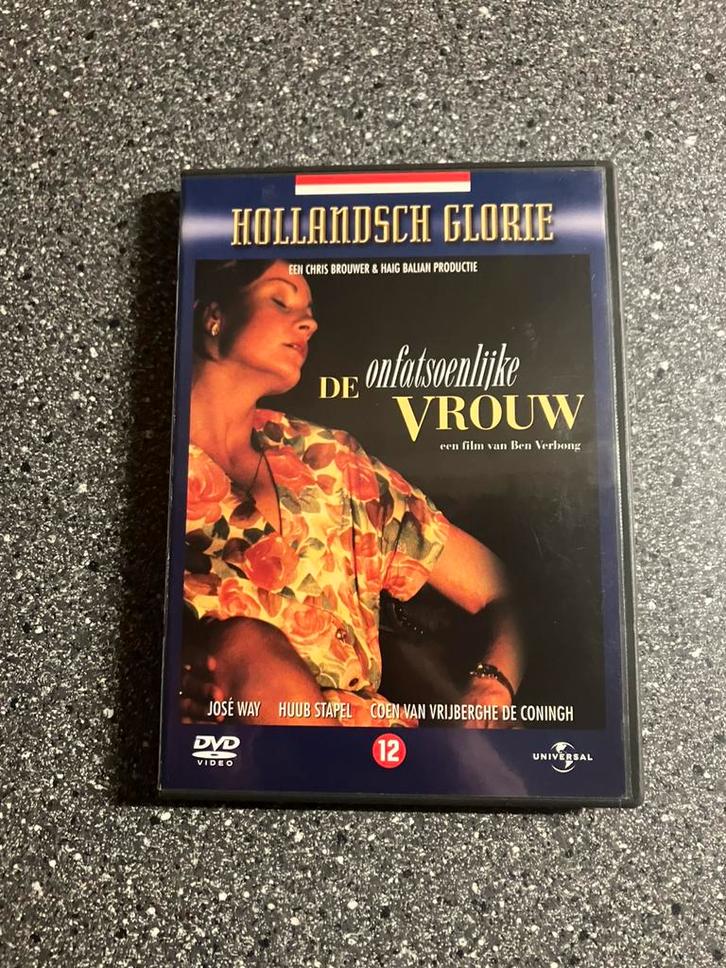 HOLLANDSCH GLORIE
EEN CHRIS BROUWER & HAIG BALIAN PRODUCTIE
DE onfatsoenlijke
VROUW
een film van Ben Verbong
JOSÉ WAY HUUB STAPEL COEN VAN VRIJBERGHE DE CONINGH
DVD
VIDEO
12
UNIVERSAL